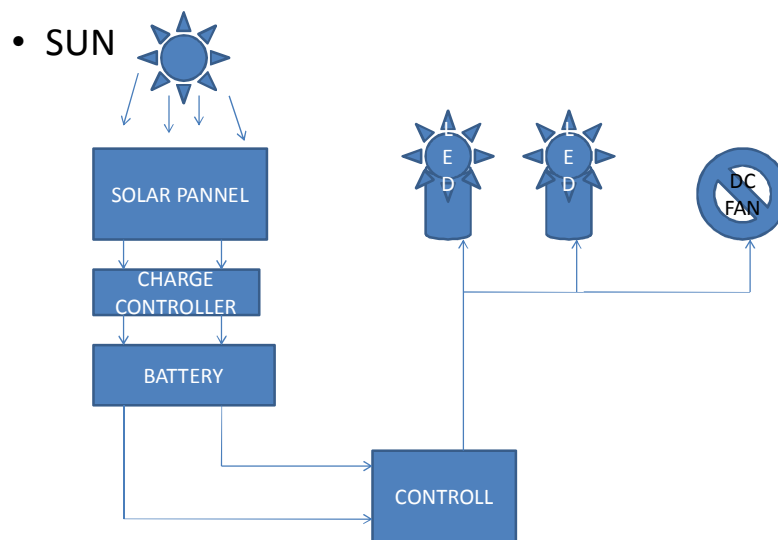 • SUN
L
E
D
L
E
D
DC
FAN
SOLAR PANNEL
CHARGE
CONTROLLER
BATTERY
CONTROLL